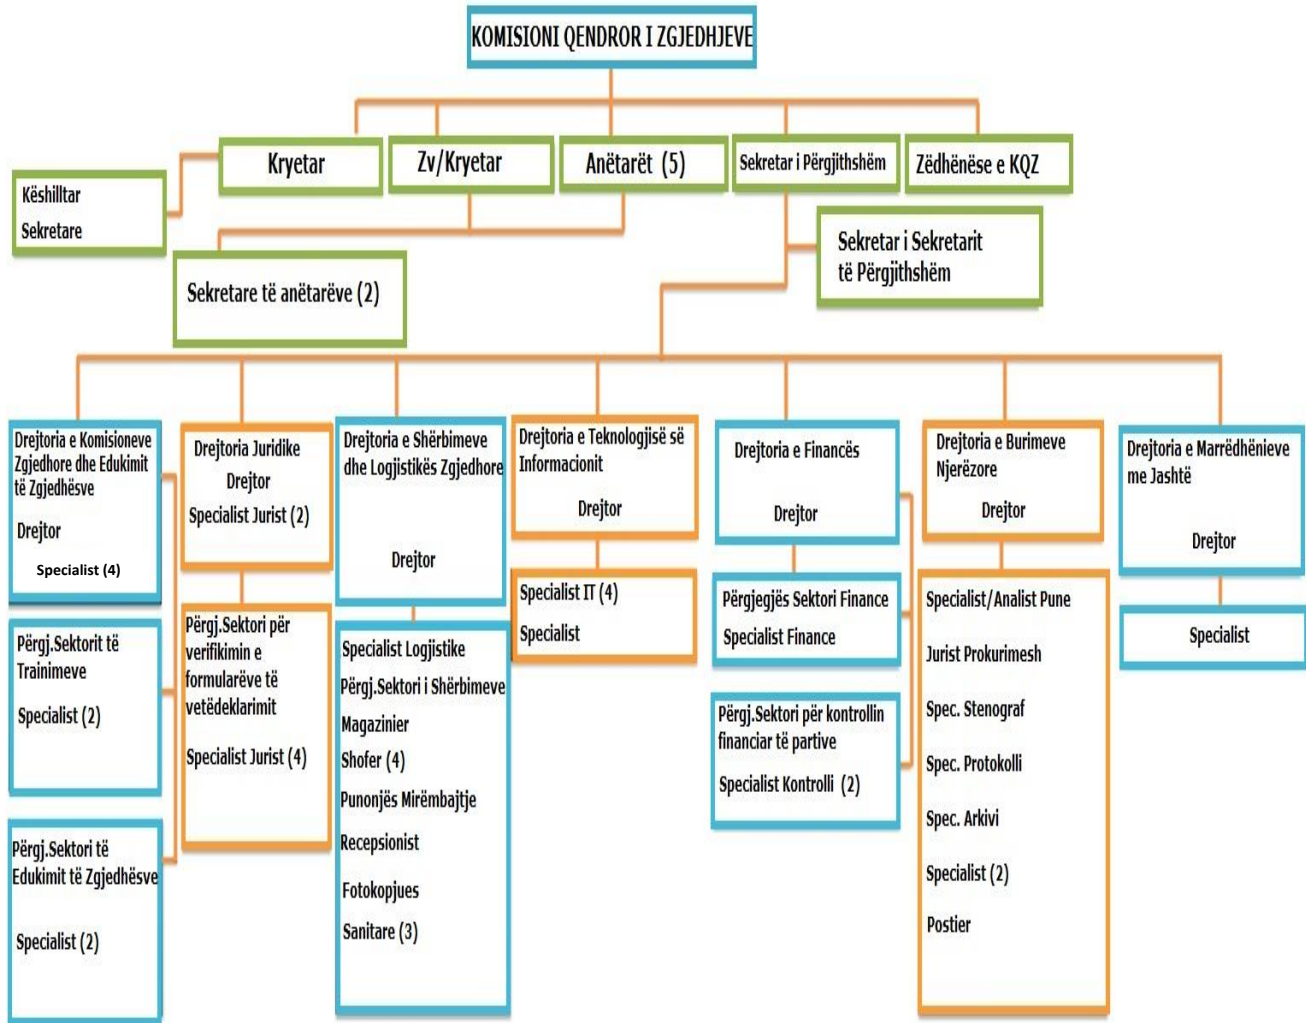 KOMISIONI QENDROR I ZGJEDHJEVE
Kryetar
Zv/Kryetar
Anëtarët (5)
Sekretar i Përgjithshëm
Zëdhënëse e KQZ
Këshilltar
Sekretare
Sekretare të anëtarëve (2)
Sekretar i Sekretarit
të Përgjithshëm
Drejtoria e Komisioneve
Zgjedhore dhe Edukimit
të Zgjedhësve
Drejtor
Specialist (4)
Përgj.Sektorit të
Trainimeve
Specialist (2)
Përgj.Sektori të
Edukimit të Zgjedhësve
Specialist (2)
Drejtoria Juridike
Drejtor
Specialist Jurist (2)
Përgj.Sektori për
verifikimin e
formularëve të
vetëdeklarimit
Specialist Jurist (4)
Drejtoria e Shërbimeve
dhe Logjistikës Zgjedhore
Drejtor
Specialist Logjistike
Përgj.Sektori i Shërbimeve
Magazinier
Shofer (4)
Punonjës Mirëmbajtje
Recepsionist
Fotokopjues
Sanitare (3)
Drejtoria e Teknologjisë së
Informacionit
Drejtor
Specialist IT (4)
Specialist
Drejtoria e Financës
Drejtor
Përgjegjës Sektori Finance
Specialist Finance
Përgj.Sektori për kontrollin
financiar të partive
Specialist Kontrolli (2)
Drejtoria e Burimeve
Njerëzore
Drejtor
Specialist/Analist Pune
Jurist Prokurimesh
Spec. Stenograf
Spec. Protokolli
Spec. Arkivi
Specialist (2)
Postier
Drejtoria e Marrëdhënieve
me Jashtë
Drejtor
Specialist